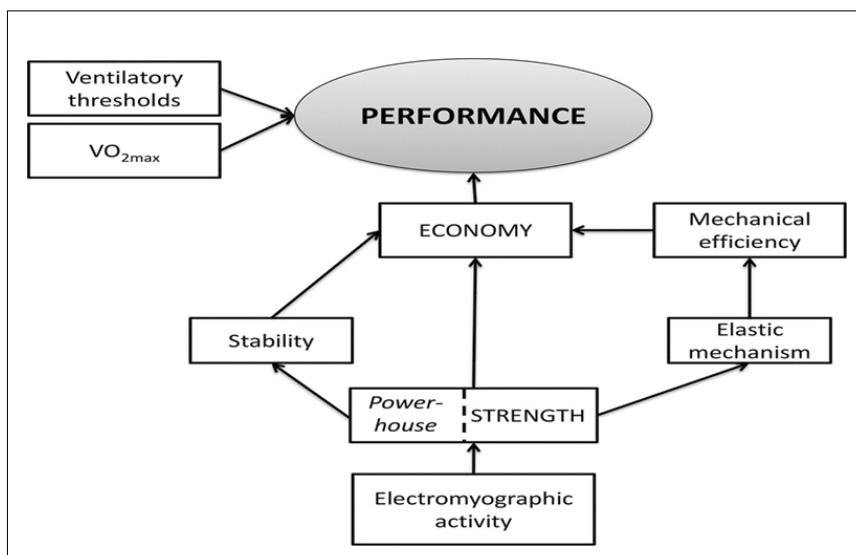 Ventilatory
thresholds
VO₂max
PERFORMANCE
ECONOMY
Mechanical
efficiency
Stability
Elastic
mechanism
Power-
house
STRENGTH
Electromyographic
activity